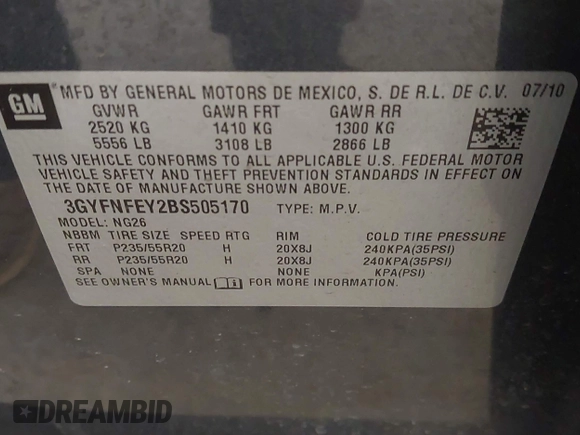 GM
MFD BY GENERAL MOTORS DE MEXICO, S. DE R.L. DE C.V. 07/10
GVWR GAWR FRT GAWR RR
2520 KG 1410 KG 1300 KG
5556 LB 3108 LB 2866 LB
THIS VEHICLE CONFORMS TO ALL APPLICABLE U.S. FEDERAL MOTOR
VEHICLE SAFETY AND THEFT PREVENTION STANDARDS IN EFFECT ON
THE DATE OF MANUFACTURE SHOWN ABOVE.
3GYFNFEY2BS505170 TYPE: M.P.V.
MODEL: NG26
NBBM TIRE SIZE SPEED RTG RIM COLD TIRE PRESSURE
FRT P235/55R20 H 20X8J 240KPA(35PSI)
RR P235/55R20 H 20X8J 240KPA(35PSI)
SPA NONE NONE KPA(PSI)
SEE OWNER'S MANUAL FOR MORE INFORMATION.
DREAMBID